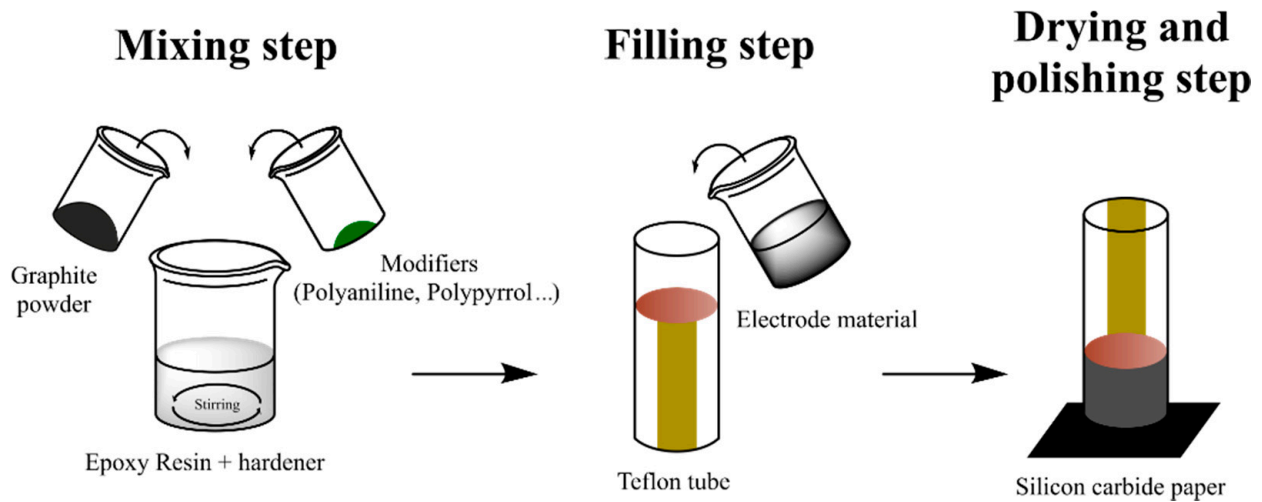 Mixing step
Filling step
Drying and
polishing step
Graphite
powder
Modifiers
(Polyaniline, Polypyrrol...)
Stirring
Epoxy Resin + hardener
Electrode material
Teflon tube
Silicon carbide paper